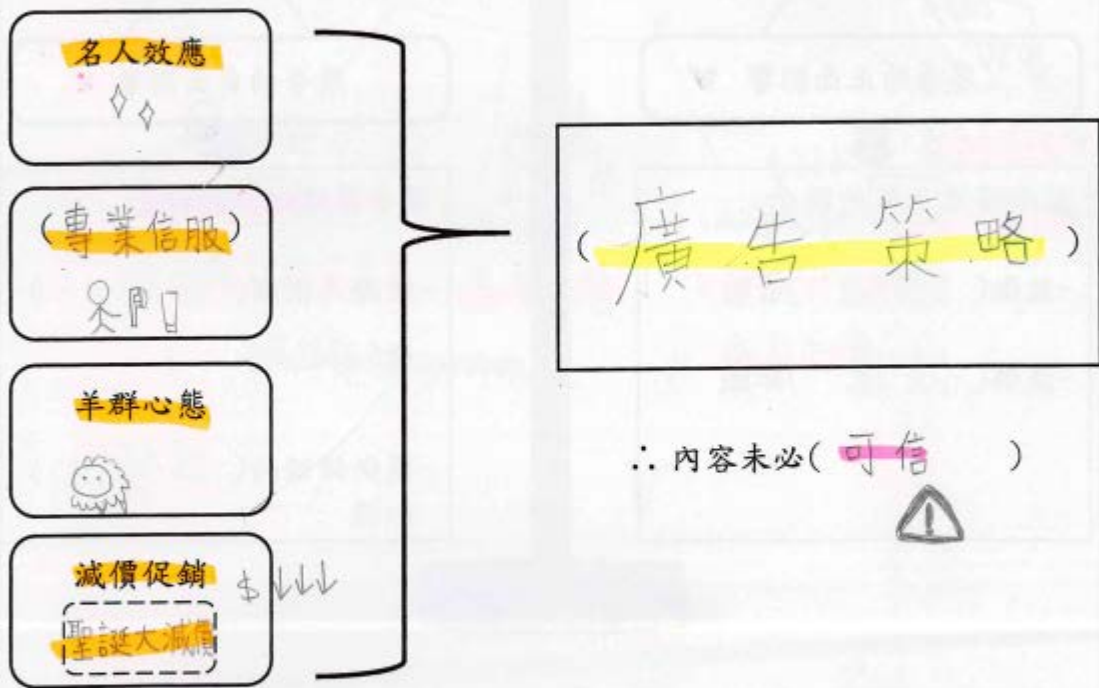 名人效應
(專業信服)
羊群心態
減價促銷 $↓↓↓
聖誕大減價
(廣告策略)
∴內容未必(可信)